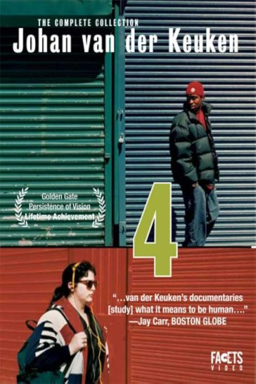 THE COMPLETE COLLECTION
Johan van der Keuken
Golden Gate
Persistence of Vision
Lifetime Achievement
4
“...van der Keuken’s documentaries
[study] what it means to be human....”
—Jay Carr, BOSTON GLOBE
FACETS
VIDEO